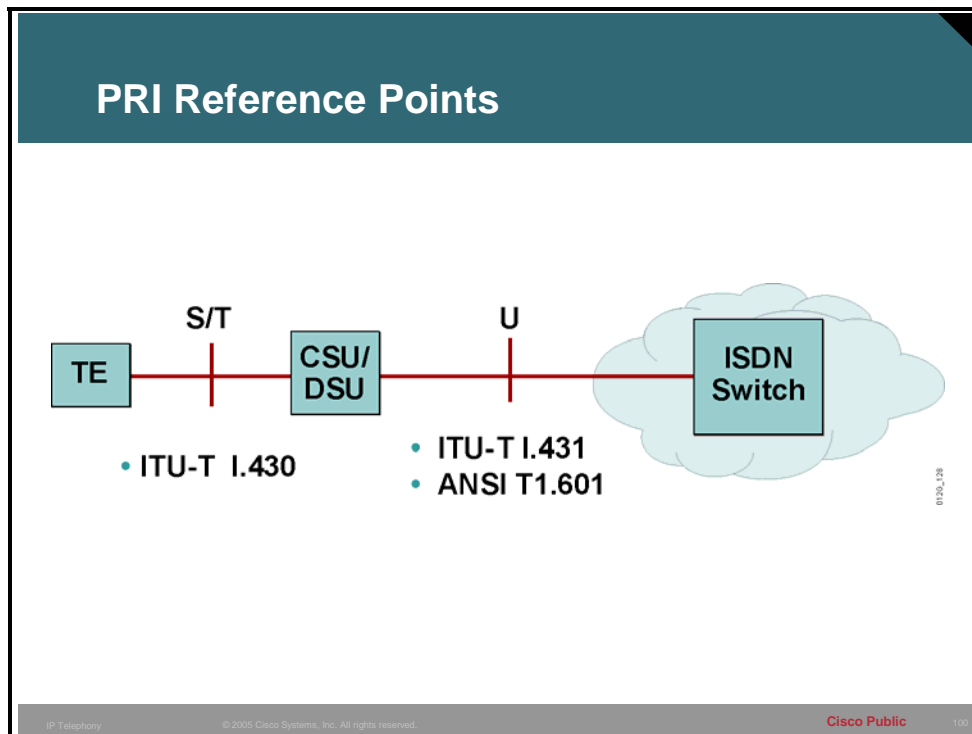 PRI Reference Points
S/T
U
TE
CSU/
DSU
ISDN
Switch
• ITU-T I.430
• ITU-T I.431
• ANSI T1.601
0120_128
IP Telephony
© 2005 Cisco Systems, Inc. All rights reserved.
Cisco Public
100